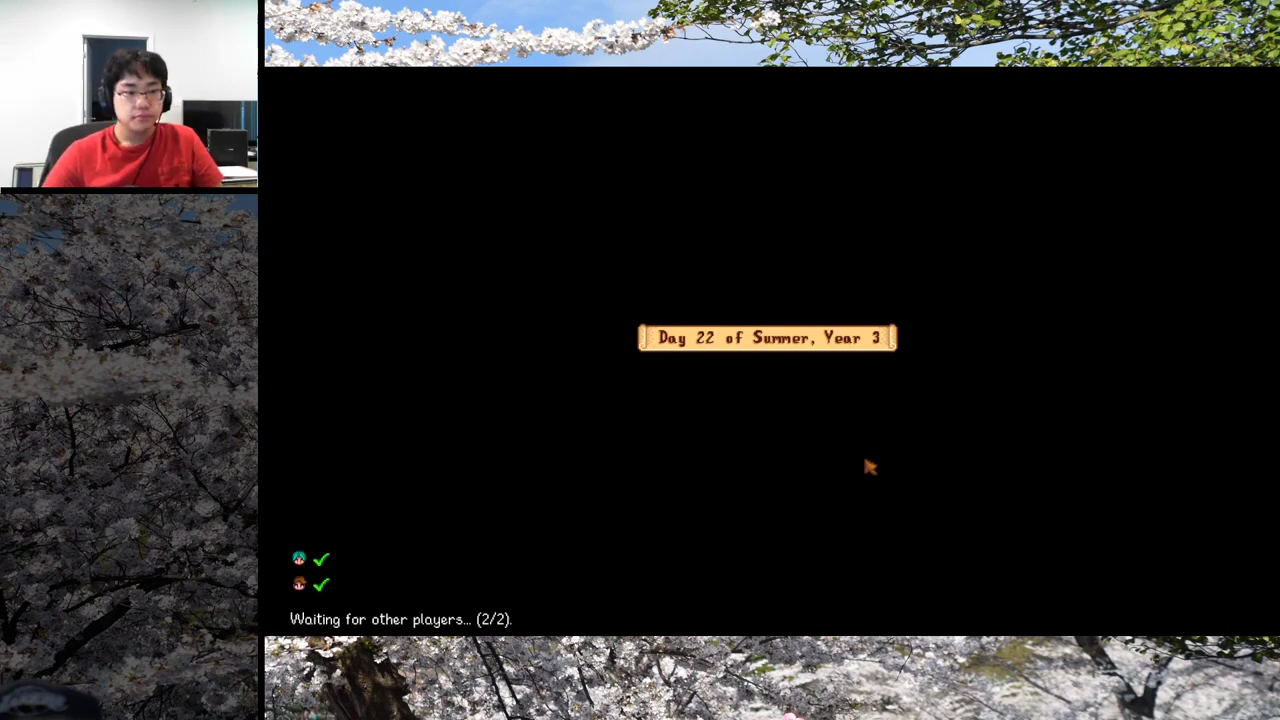 Day 22 of Summer, Year 3
Waiting for other players... (2/2).